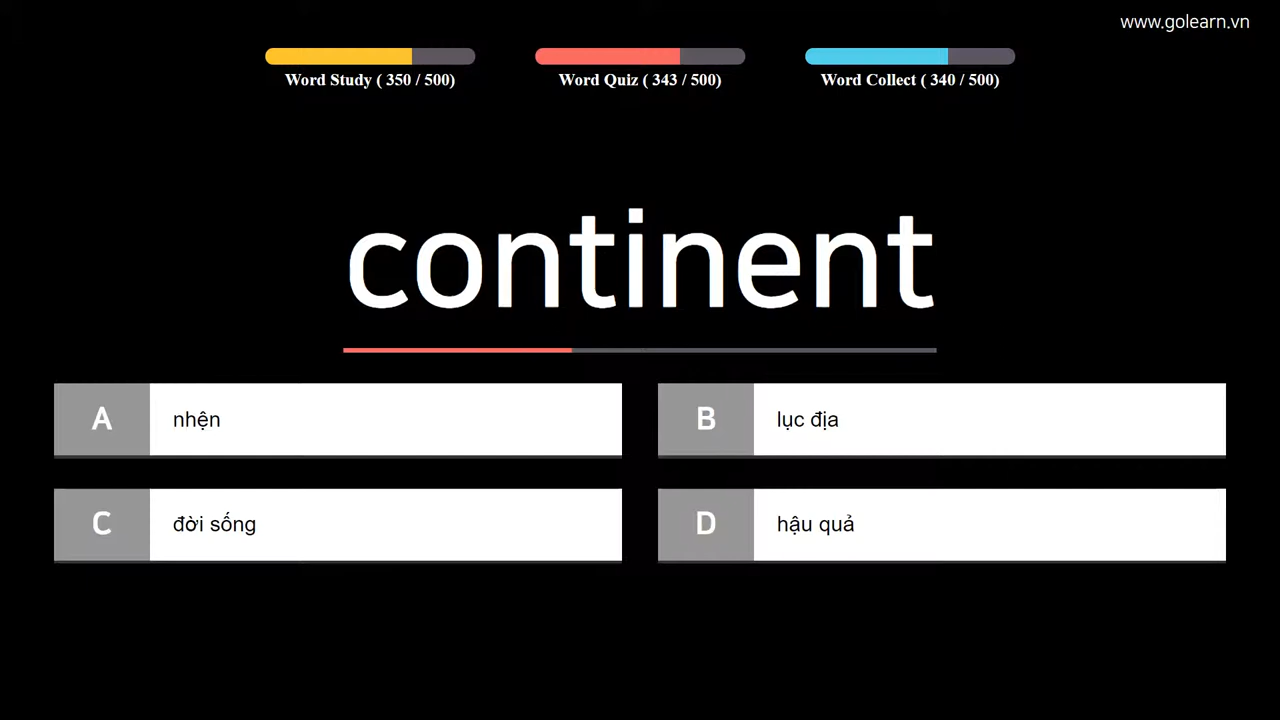 www.golearn.vn
Word Study ( 350 / 500)
Word Quiz ( 343 / 500)
Word Collect ( 340 / 500)
continent
A nhện
B lục địa
C đời sống
D hậu quả